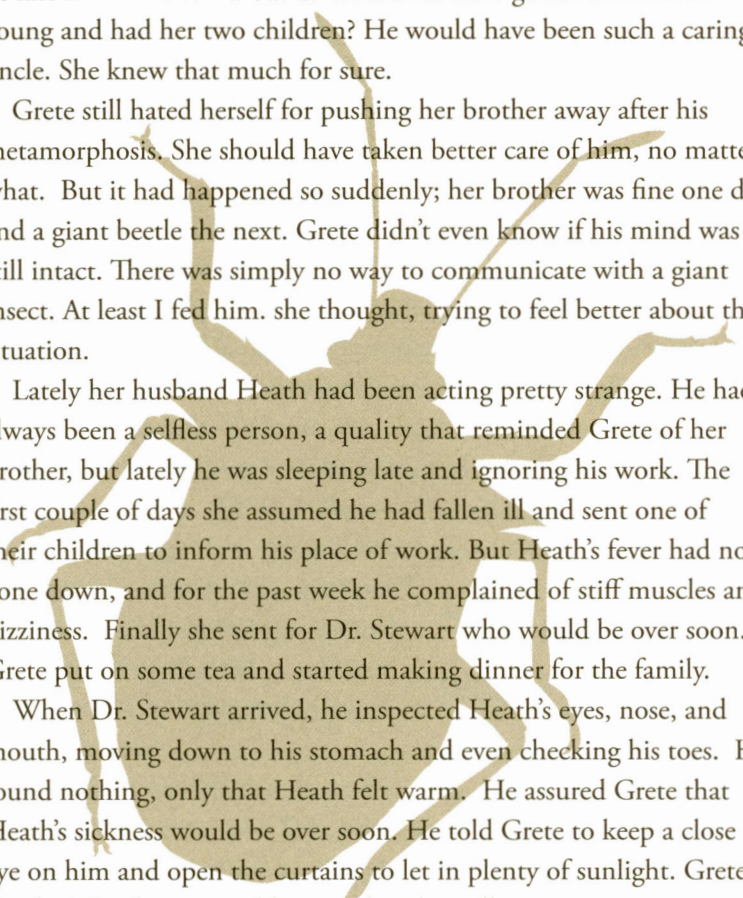 oung and had her two children? He would have been such a caring
ncle. She knew that much for sure.
Grete still hated herself for pushing her brother away after his
netamorphosis. She should have taken better care of him, no matte
hat. But it had happened so suddenly; her brother was fine one d
nd a giant beetle the next. Grete didn't even know if his mind was
ill intact. There was simply no way to communicate with a giant
nsect. At least I fed him. she thought, trying to feel better about th
tuation.
Lately her husband Heath had been acting pretty strange. He had
lways been a selfless person, a quality that reminded Grete of her
rother, but lately he was sleeping late and ignoring his work. The
rst couple of days she assumed he had fallen ill and sent one of
heir children to inform his place of work. But Heath's fever had no
one down, and for the past week he complained of stiff muscles an
izziness. Finally she sent for Dr. Stewart who would be over soon.
Grete put on some tea and started making dinner for the family.
When Dr. Stewart arrived, he inspected Heath's eyes, nose, and
nouth, moving down to his stomach and even checking his toes. H
ound nothing, only that Heath felt warm. He assured Grete that
Heath's sickness would be over soon. He told Grete to keep a close
ye on him and open the curtains to let in plenty of sunlight. Grete